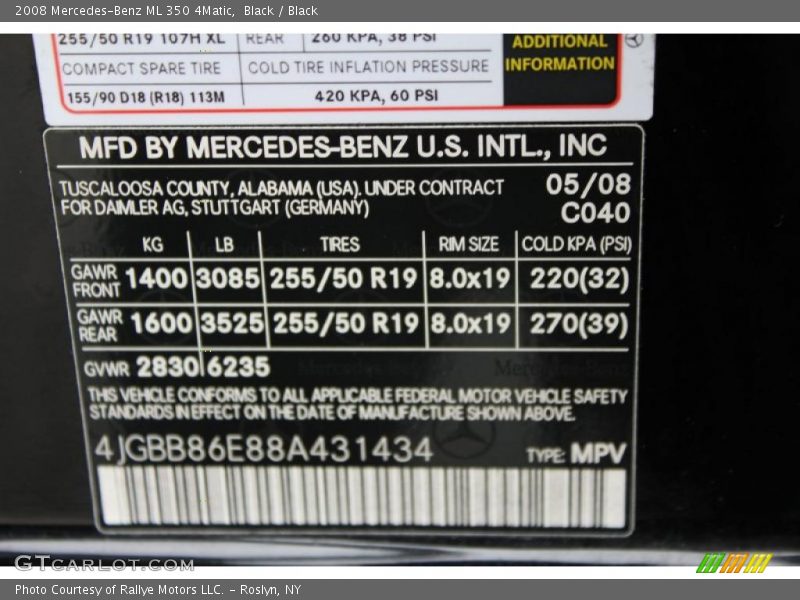 2008 Mercedes-Benz ML 350 4Matic, Black / Black
255/50 R19 107H XL REAR 260 KPA, 38 PSI
ADDITIONAL
INFORMATION
COMPACT SPARE TIRE COLD TIRE INFLATION PRESSURE
155/90 D18 (R18) 113M 420 KPA, 60 PSI
MFD BY MERCEDES-BENZ U.S. INTL., INC
TUSCALOOSA COUNTY, ALABAMA (USA). UNDER CONTRACT
FOR DAIMLER AG, STUTTGART (GERMANY)
05/08
C040
KG LB TIRES RIM SIZE COLD KPA (PSI)
GAWR FRONT 1400 3085 255/50 R19 8.0x19 220(32)
GAWR REAR 1600 3525 255/50 R19 8.0x19 270(39)
GVWR 2830 6235
THIS VEHICLE CONFORMS TO ALL APPLICABLE FEDERAL MOTOR VEHICLE SAFETY
STANDARDS IN EFFECT ON THE DATE OF MANUFACTURE SHOWN ABOVE.
4JGBB86E88A431434 TYPE: MPV
GTCARLOT.COM
Photo Courtesy of Rallye Motors LLC. - Roslyn, NY